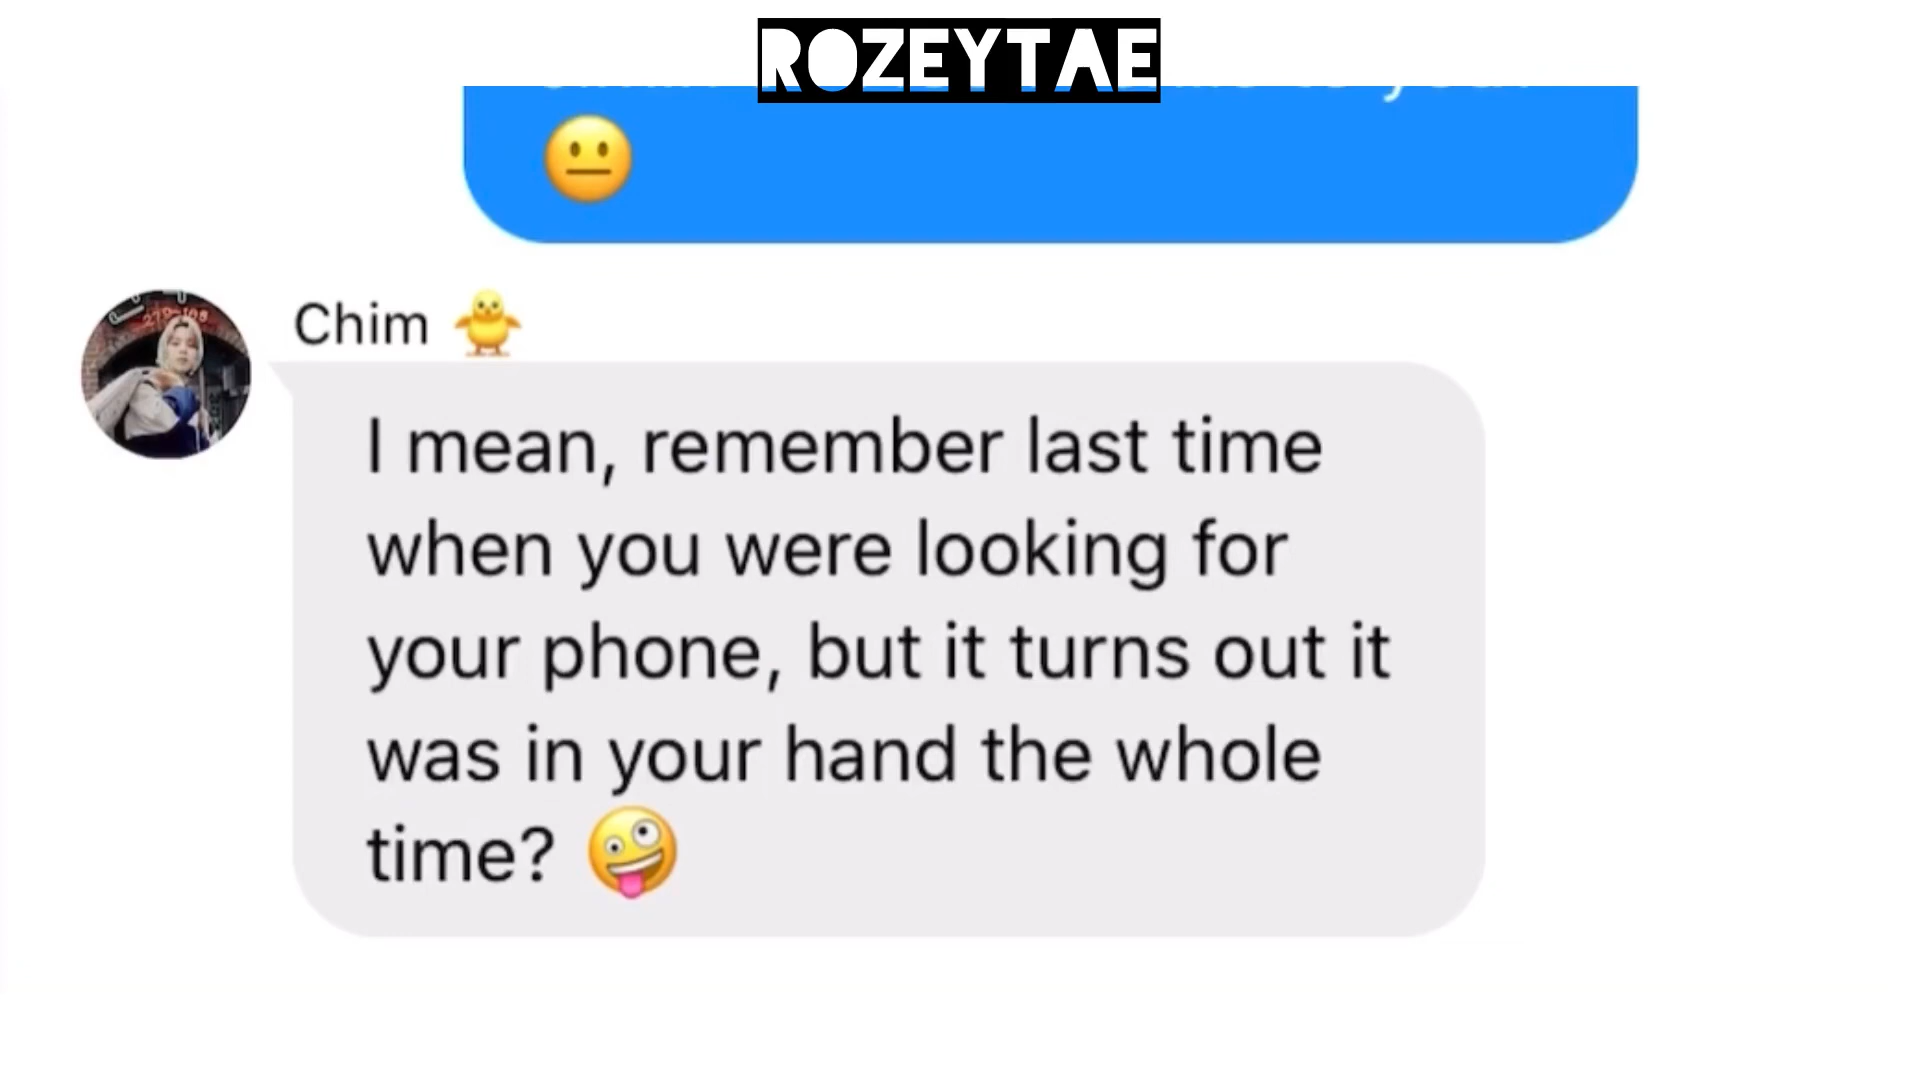 ROZEYTAE
😐
Chim 🐥
I mean, remember last time
when you were looking for
your phone, but it turns out it
was in your hand the whole
time? 🤪